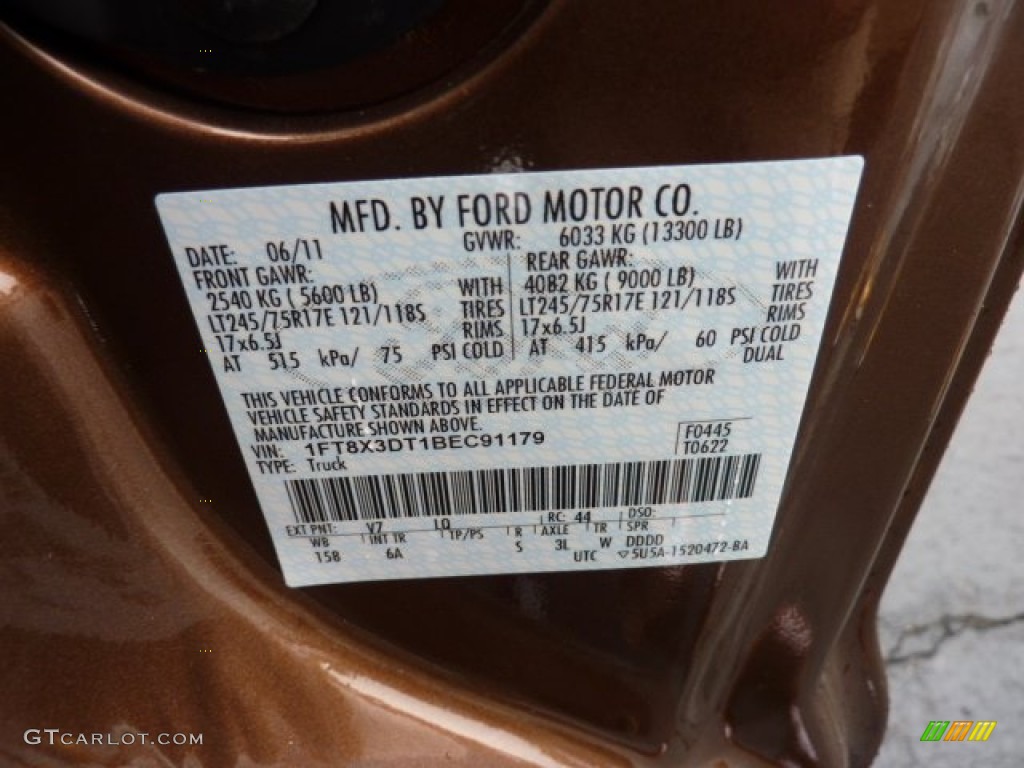 MFD. BY FORD MOTOR CO.
DATE: 06/11 GVWR: 6033 KG (13300 LB)
FRONT GAWR: REAR GAWR:
2540 KG ( 5600 LB) WITH 4082 KG ( 9000 LB) WITH
LT245/75R17E 121/118S TIRES LT245/75R17E 121/118S TIRES
17x6.5J RIMS 17x6.5J RIMS
AT 515 kPa/ 75 PSI COLD AT 415 kPa/ 60 PSI COLD
DUAL
THIS VEHICLE CONFORMS TO ALL APPLICABLE FEDERAL MOTOR
VEHICLE SAFETY STANDARDS IN EFFECT ON THE DATE OF
MANUFACTURE SHOWN ABOVE.
VIN: 1FT8X3DT1BEC91179 F0445
TYPE: Truck T0622
EXT PNT: V7 LQ RC: 44 DSO:
WB INT TR TP/PS R AXLE TR SPR
158 6A S 3L W DDDD
UTC ▽5U5A-1520472-BA
GTCARLOT.COM